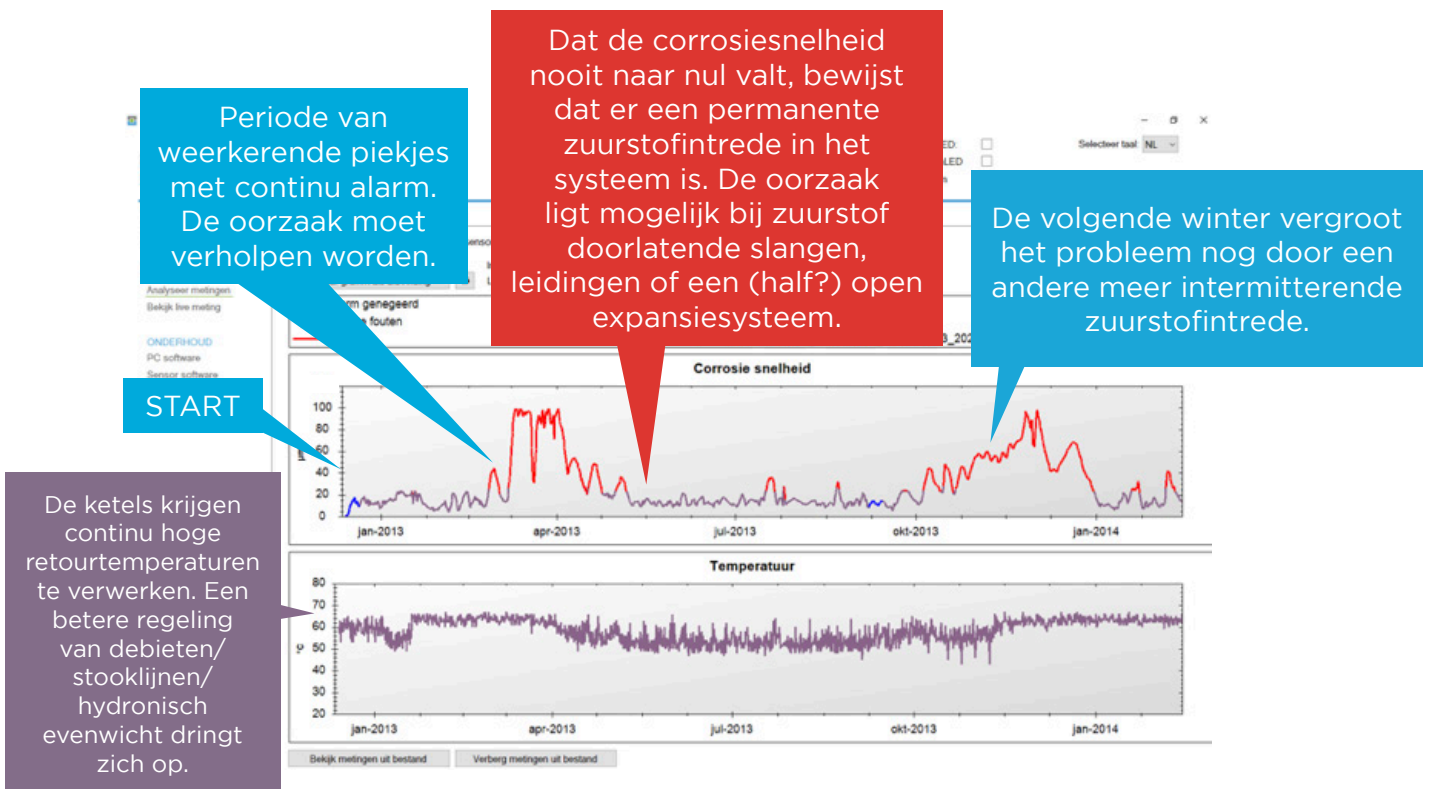 Periode van
weerkerende piekjes
met continu alarm.
De oorzaak moet
verholpen worden.
Dat de corrosiesnelheid
nooit naar nul valt, bewijst
dat er een permanente
zuurstofintrede in het
systeem is. De oorzaak
ligt mogelijk bij zuurstof
doorlatende slangen,
leidingen of een (half?) open
expansiesysteem.
De volgende winter vergroot
het probleem nog door een
andere meer intermitterende
zuurstofintrede.
START
De ketels krijgen
continu hoge
retourtemperaturen
te verwerken. Een
betere regeling
van debieten/
stooklijnen/
hydronisch
evenwicht dringt
zich op.
Selecteer taal: NL
Analyseer metingen
Bekijk live meting
ONDERHOUD
PC software
Sensor software
genegeerd
fouten
Corrosie snelheid
100
80
60
40
20
0
jan-2013 apr-2013 jul-2013 okt-2013 jan-2014
Temperatuur
°C
80
70
60
50
40
30
20
jan-2013 apr-2013 jul-2013 okt-2013 jan-2014
Bekijk metingen uit bestand Verberg metingen uit bestand